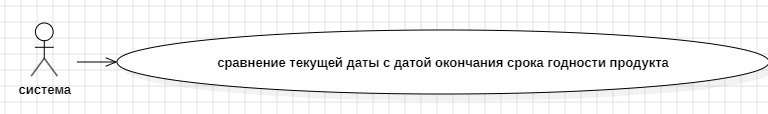 сравнение текущей даты с датой окончания срока годности продукта
система